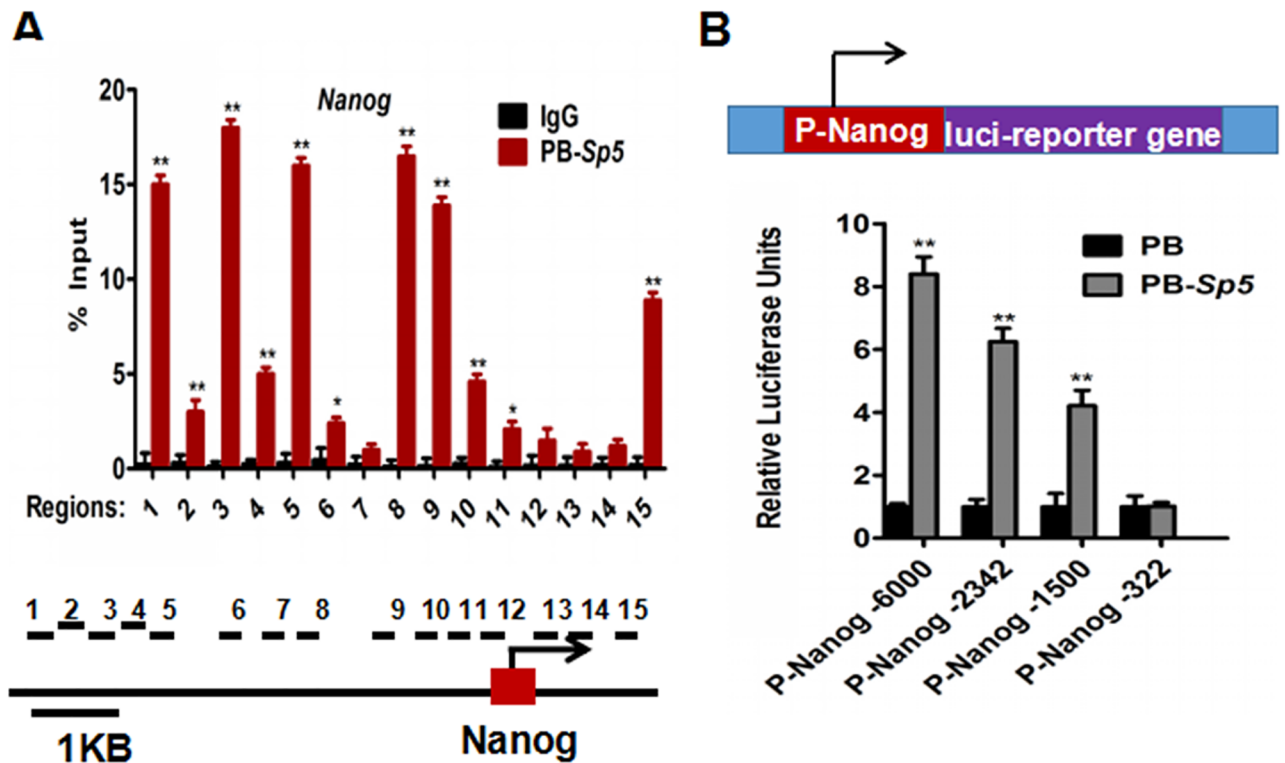 A
Nanog
IgG
PB-Sp5
% Input
20
15
10
5
0
** ** ** ** ** * ** ** ** * **
Regions: 1 2 3 4 5 6 7 8 9 10 11 12 13 14 15
1 2 3 4 5 6 7 8 9 10 11 12 13 14 15
1KB
Nanog
B
P-Nanog luci-reporter gene
Relative Luciferase Units
10
8
6
4
2
0
PB
PB-Sp5
** ** **
P-Nanog -6000
P-Nanog -2342
P-Nanog -1500
P-Nanog -322